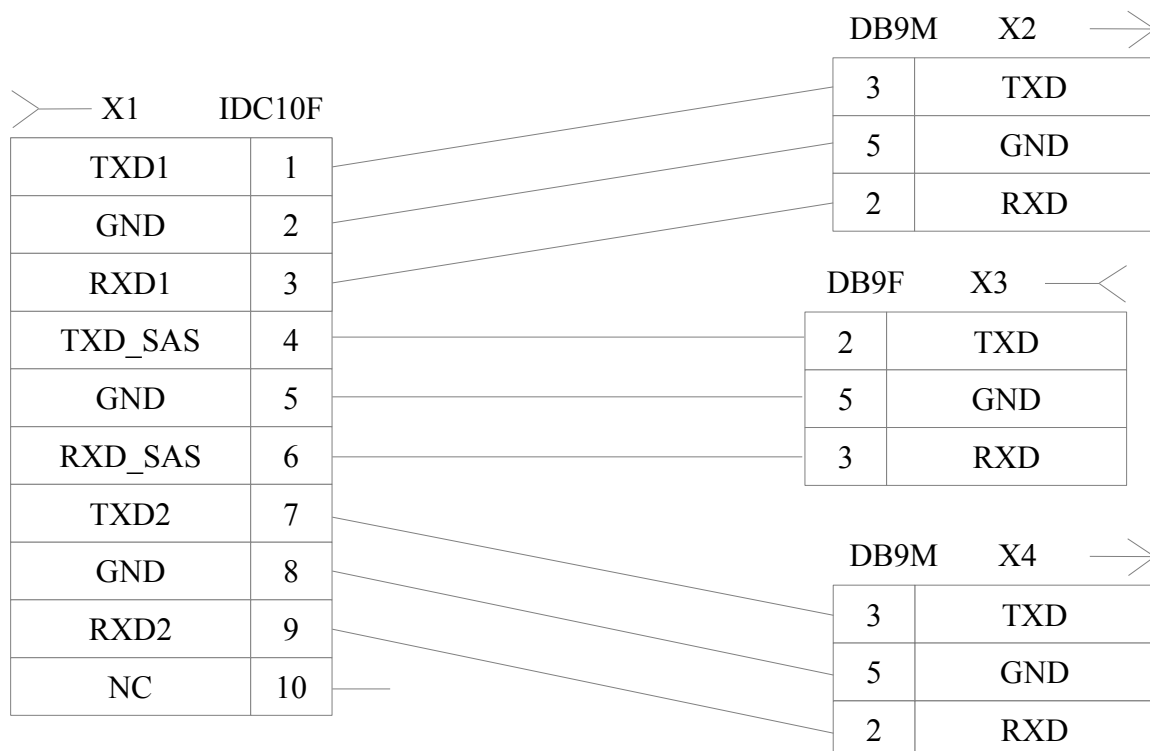 X1 IDC10F
TXD1 1
GND 2
RXD1 3
TXD_SAS 4
GND 5
RXD_SAS 6
TXD2 7
GND 8
RXD2 9
NC 10
DB9M X2
3 TXD
5 GND
2 RXD
DB9F X3
2 TXD
5 GND
3 RXD
DB9M X4
3 TXD
5 GND
2 RXD